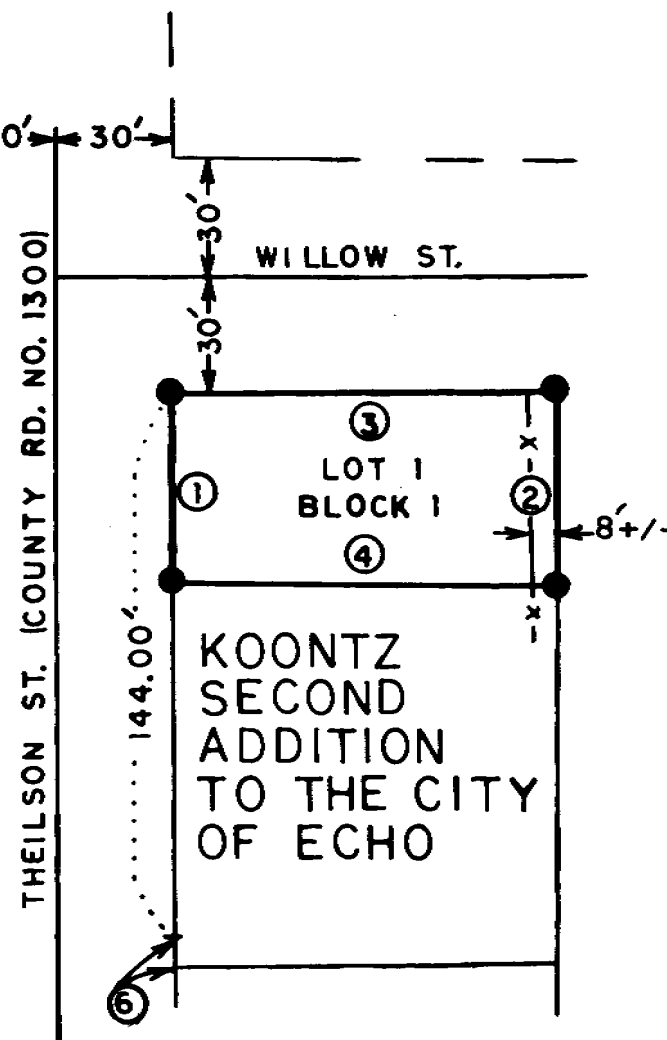 0'
30'
30'
WILLOW ST.
30'
THEILSON ST. (COUNTY RD. NO. 1300)
3
LOT 1
1
2
BLOCK 1
8'+/-
4
144.00'
KOONTZ
SECOND
ADDITION
TO THE CITY
OF ECHO
6